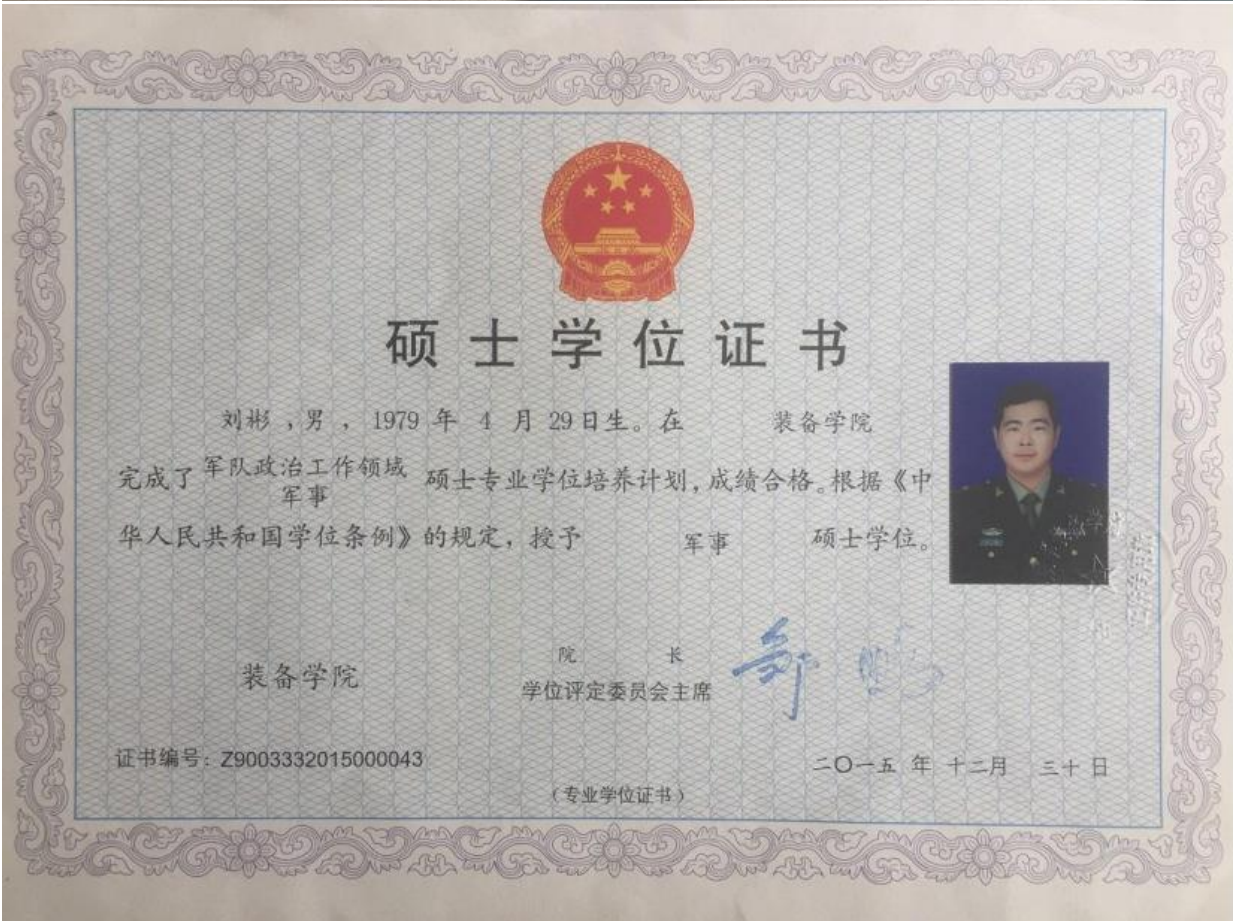 硕士学位证书
刘彬，男，1979 年 4 月 29 日生。在 装备学院
完成了 军队政治工作领域 军事 硕士专业学位培养计划，成绩合格。根据《中
华人民共和国学位条例》的规定，授予 军事 硕士学位。
装备学院
院 长
学位评定委员会主席
证书编号：Z9003332015000043
二〇一五 年 十二月 三十 日
（专业学位证书）